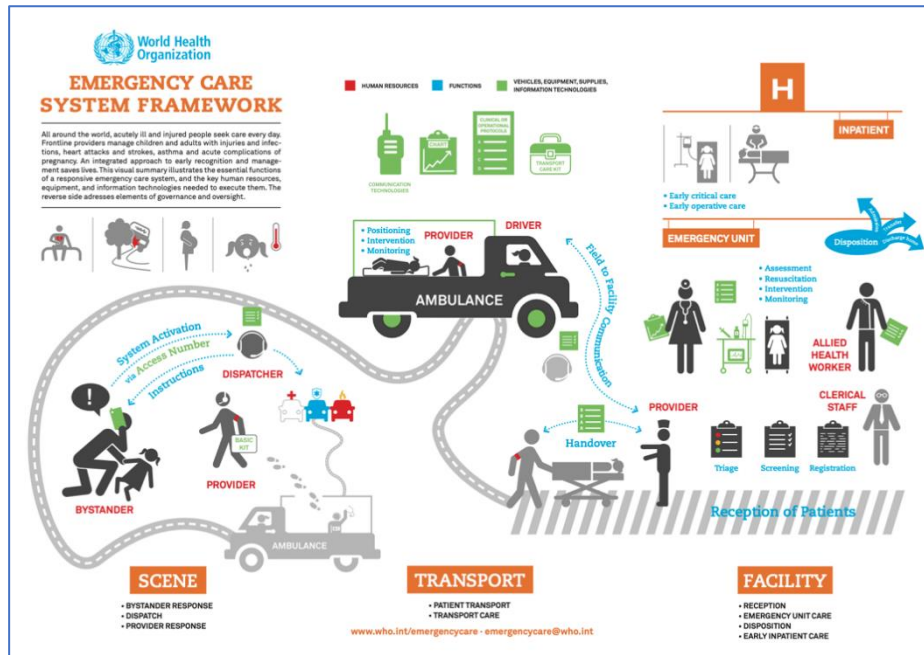 World Health
Organization
EMERGENCY CARE
SYSTEM FRAMEWORK
All around the world, acutely ill and injured people seek care every day.
Frontline providers manage children and adults with injuries and infec-
tions, heart attacks and strokes, asthma and acute complications of
pregnancy. An integrated approach to early recognition and manage-
ment saves lives. This visual summary illustrates the essential functions
of a responsive emergency care system, and the key human resources,
equipment, and information technologies needed to execute them. The
reverse side adresses elements of governance and oversight.
HUMAN RESOURCES
FUNCTIONS
VEHICLES, EQUIPMENT, SUPPLIES,
INFORMATION TECHNOLOGIES
COMMUNICATION
TECHNOLOGIES
CHART
CLINICAL OR
OPERATIONAL
PROTOCOLS
TRANSPORT
CARE KIT
H
INPATIENT
• Early critical care
• Early operative care
EMERGENCY UNIT
Disposition
Transfer
• Positioning
• Intervention
• Monitoring
PROVIDER
DRIVER
AMBULANCE
Field to Facility Communication
• Assessment
• Resuscitation
• Intervention
• Monitoring
ALLIED
HEALTH
WORKER
CLERICAL
STAFF
System Activation
via Access Number
Instructions
DISPATCHER
BYSTANDER
BASIC
KIT
PROVIDER
AMBULANCE
Handover
PROVIDER
Triage
Screening
Registration
Reception of Patients
SCENE
• BYSTANDER RESPONSE
• DISPATCH
• PROVIDER RESPONSE
TRANSPORT
• PATIENT TRANSPORT
• TRANSPORT CARE
www.who.int/emergencycare - emergencycare@who.int
FACILITY
• RECEPTION
• EMERGENCY UNIT CARE
• DISPOSITION
• EARLY INPATIENT CARE